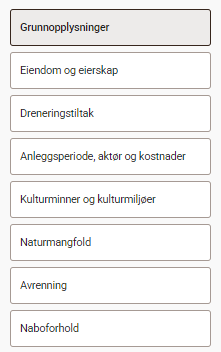 Grunnopplysninger
Eiendom og eierskap
Dreneringstiltak
Anleggsperiode, aktør og kostnader
Kulturminner og kulturmiljøer
Naturmangfold
Avrenning
Naboforhold